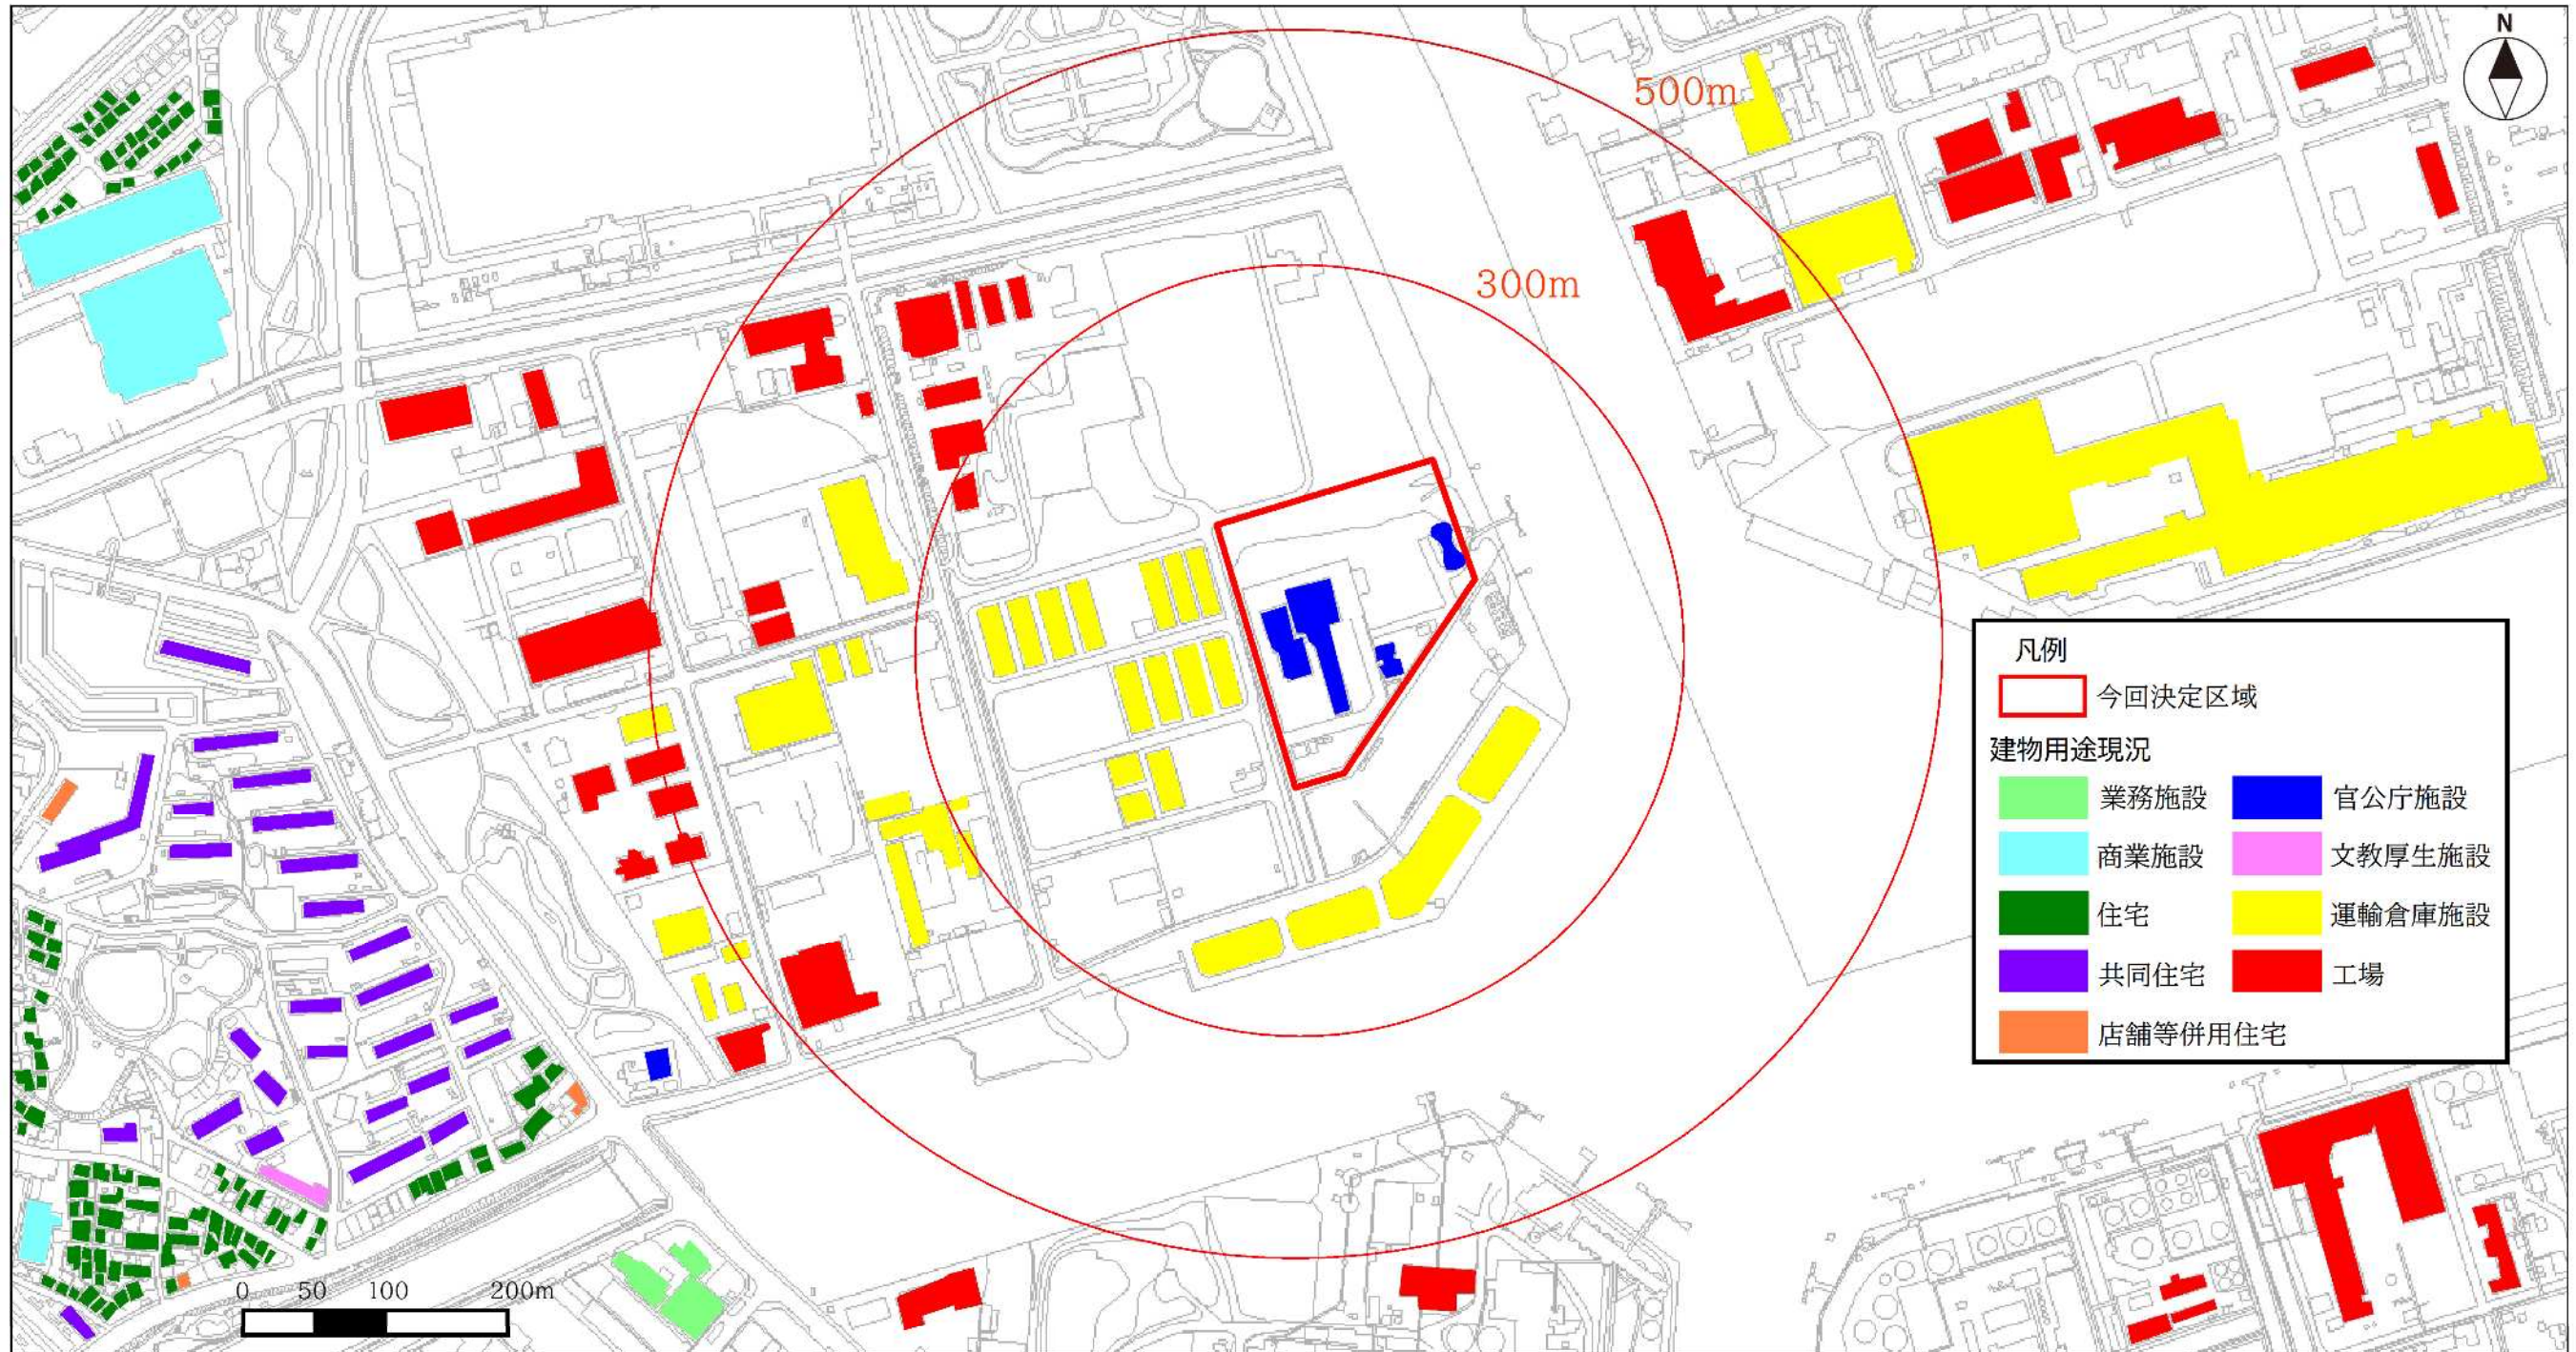 N
500m
300m
凡例
今回決定区域
建物用途現況
業務施設
官公庁施設
商業施設
文教厚生施設
住宅
運輸倉庫施設
共同住宅
工場
店舗等併用住宅
0 50 100 200m